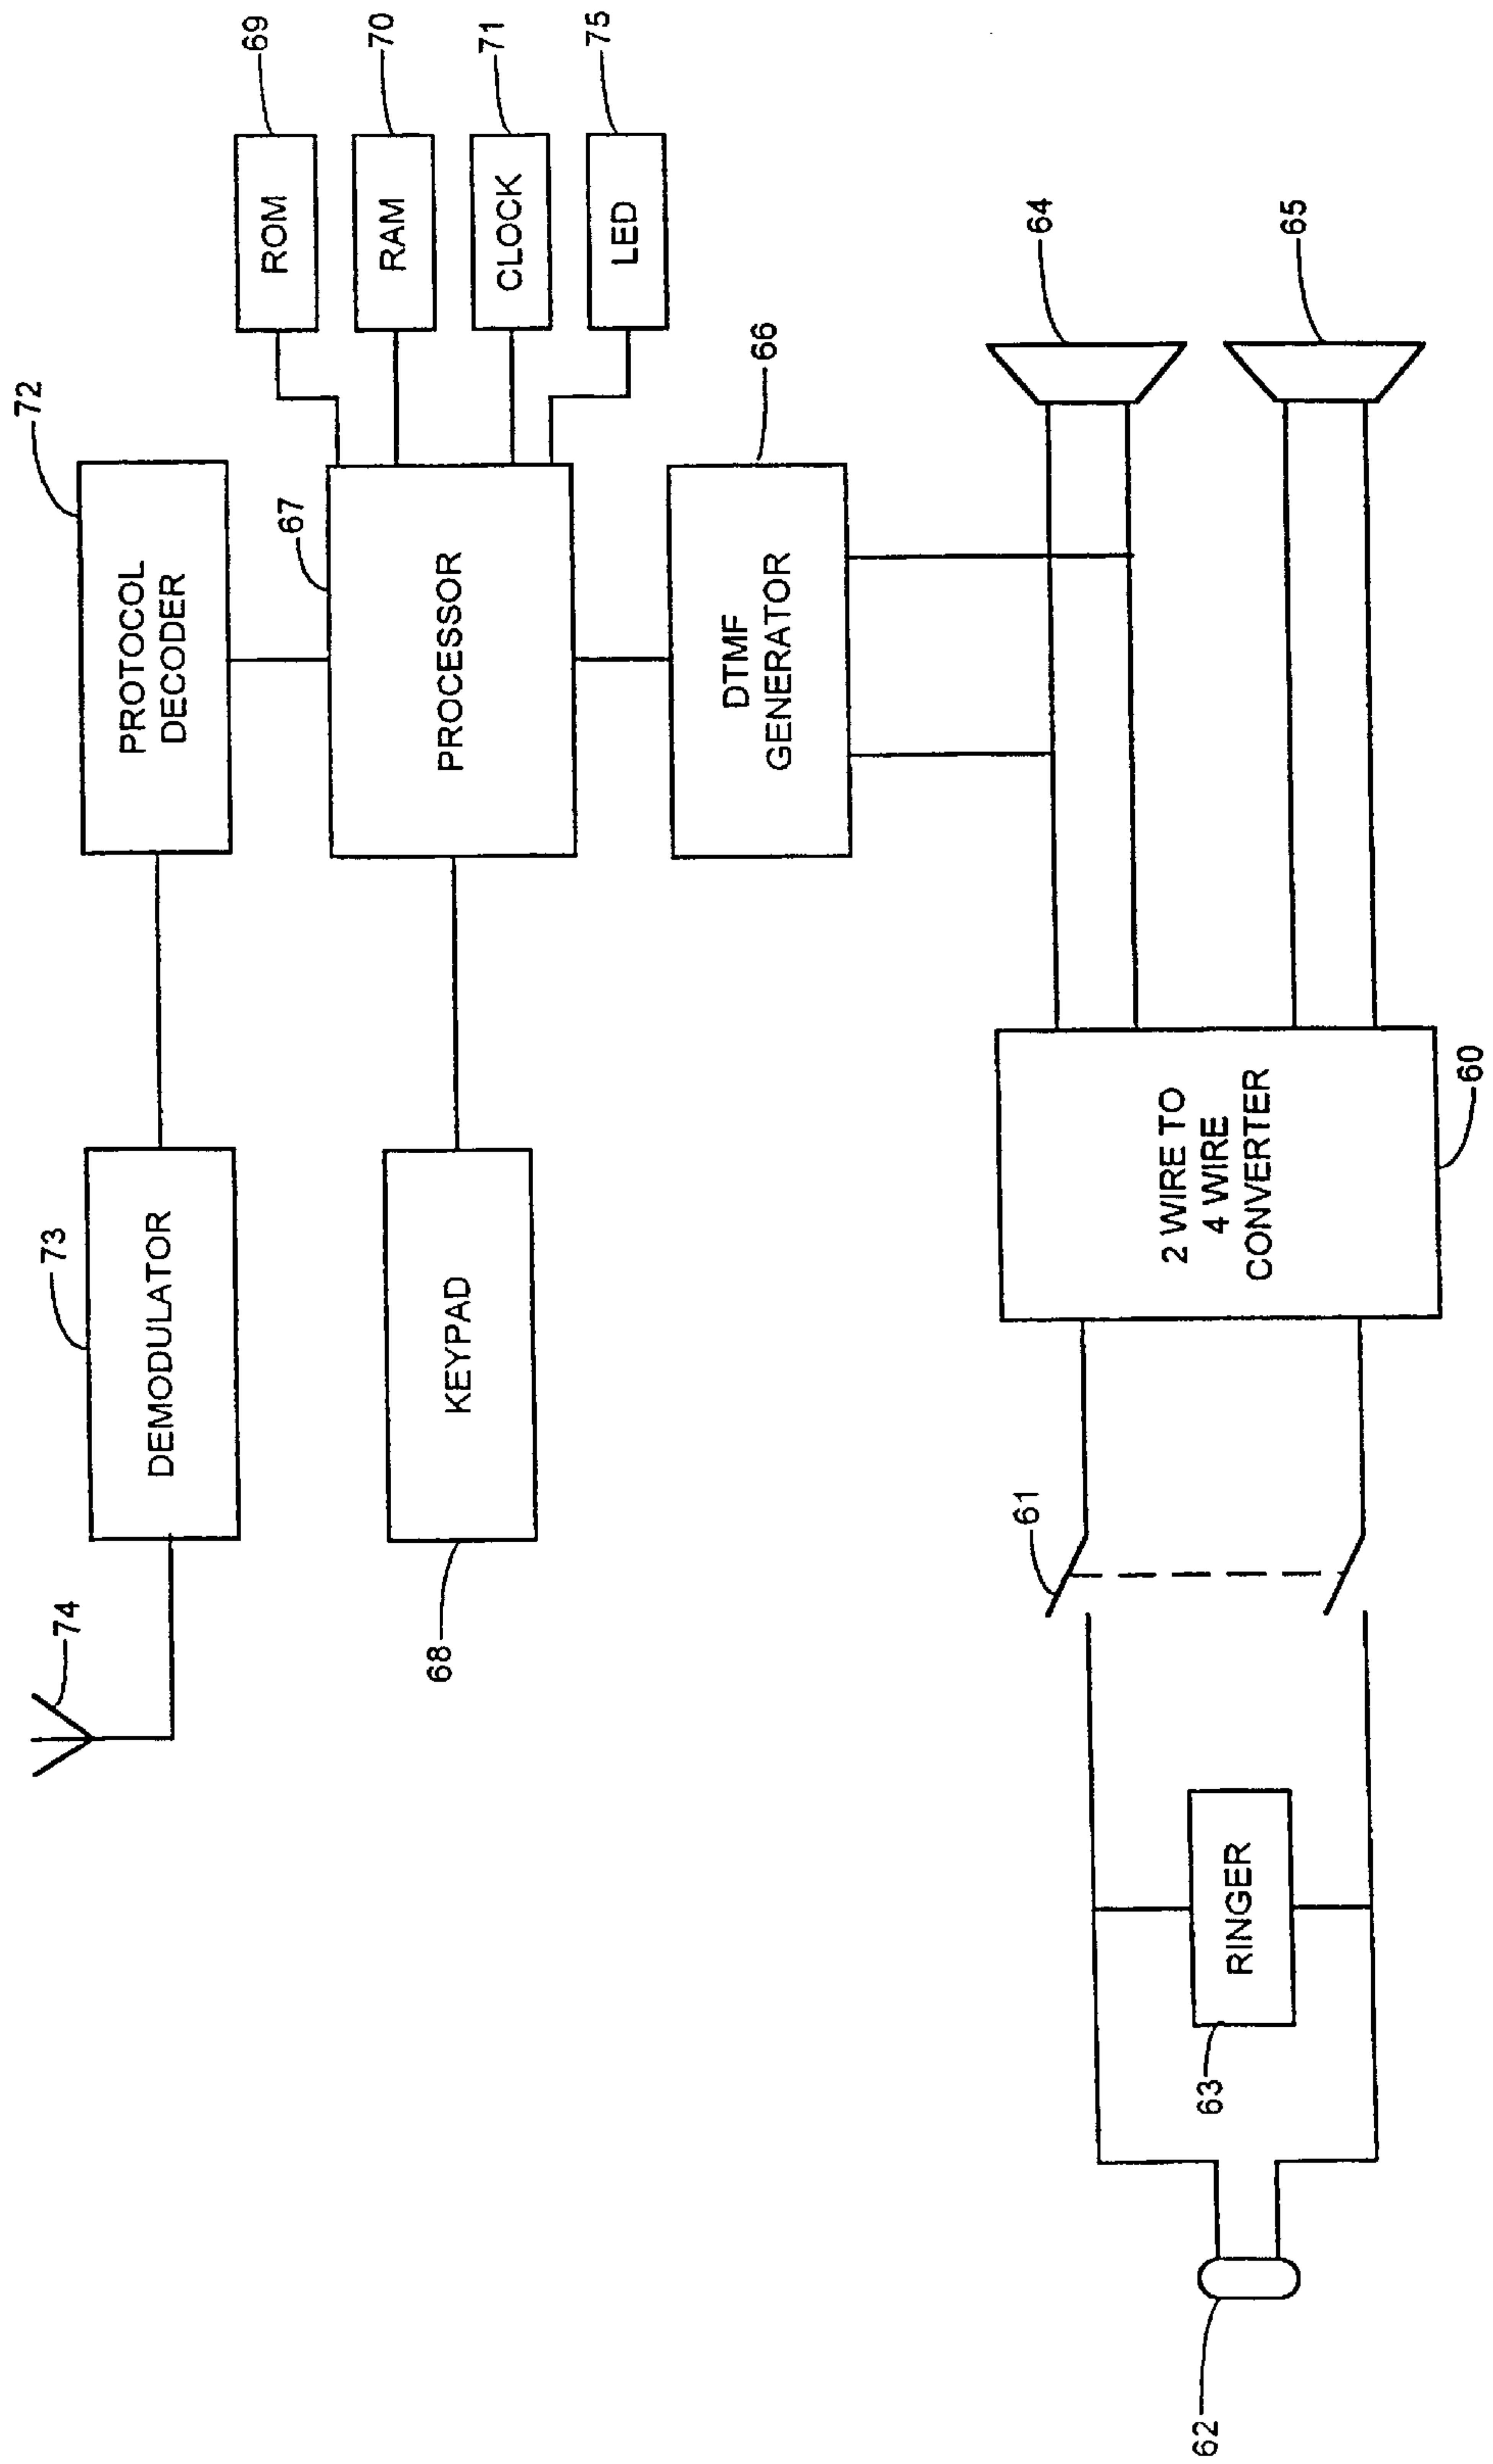 74
73
DEMODULATOR
72
PROTOCOL
DECODER
69
ROM
70
RAM
71
CLOCK
75
LED
67
PROCESSOR
68
KEYPAD
66
DTMF
GENERATOR
64
65
61
2 WIRE TO
4 WIRE
CONVERTER
60
RINGER
63
62